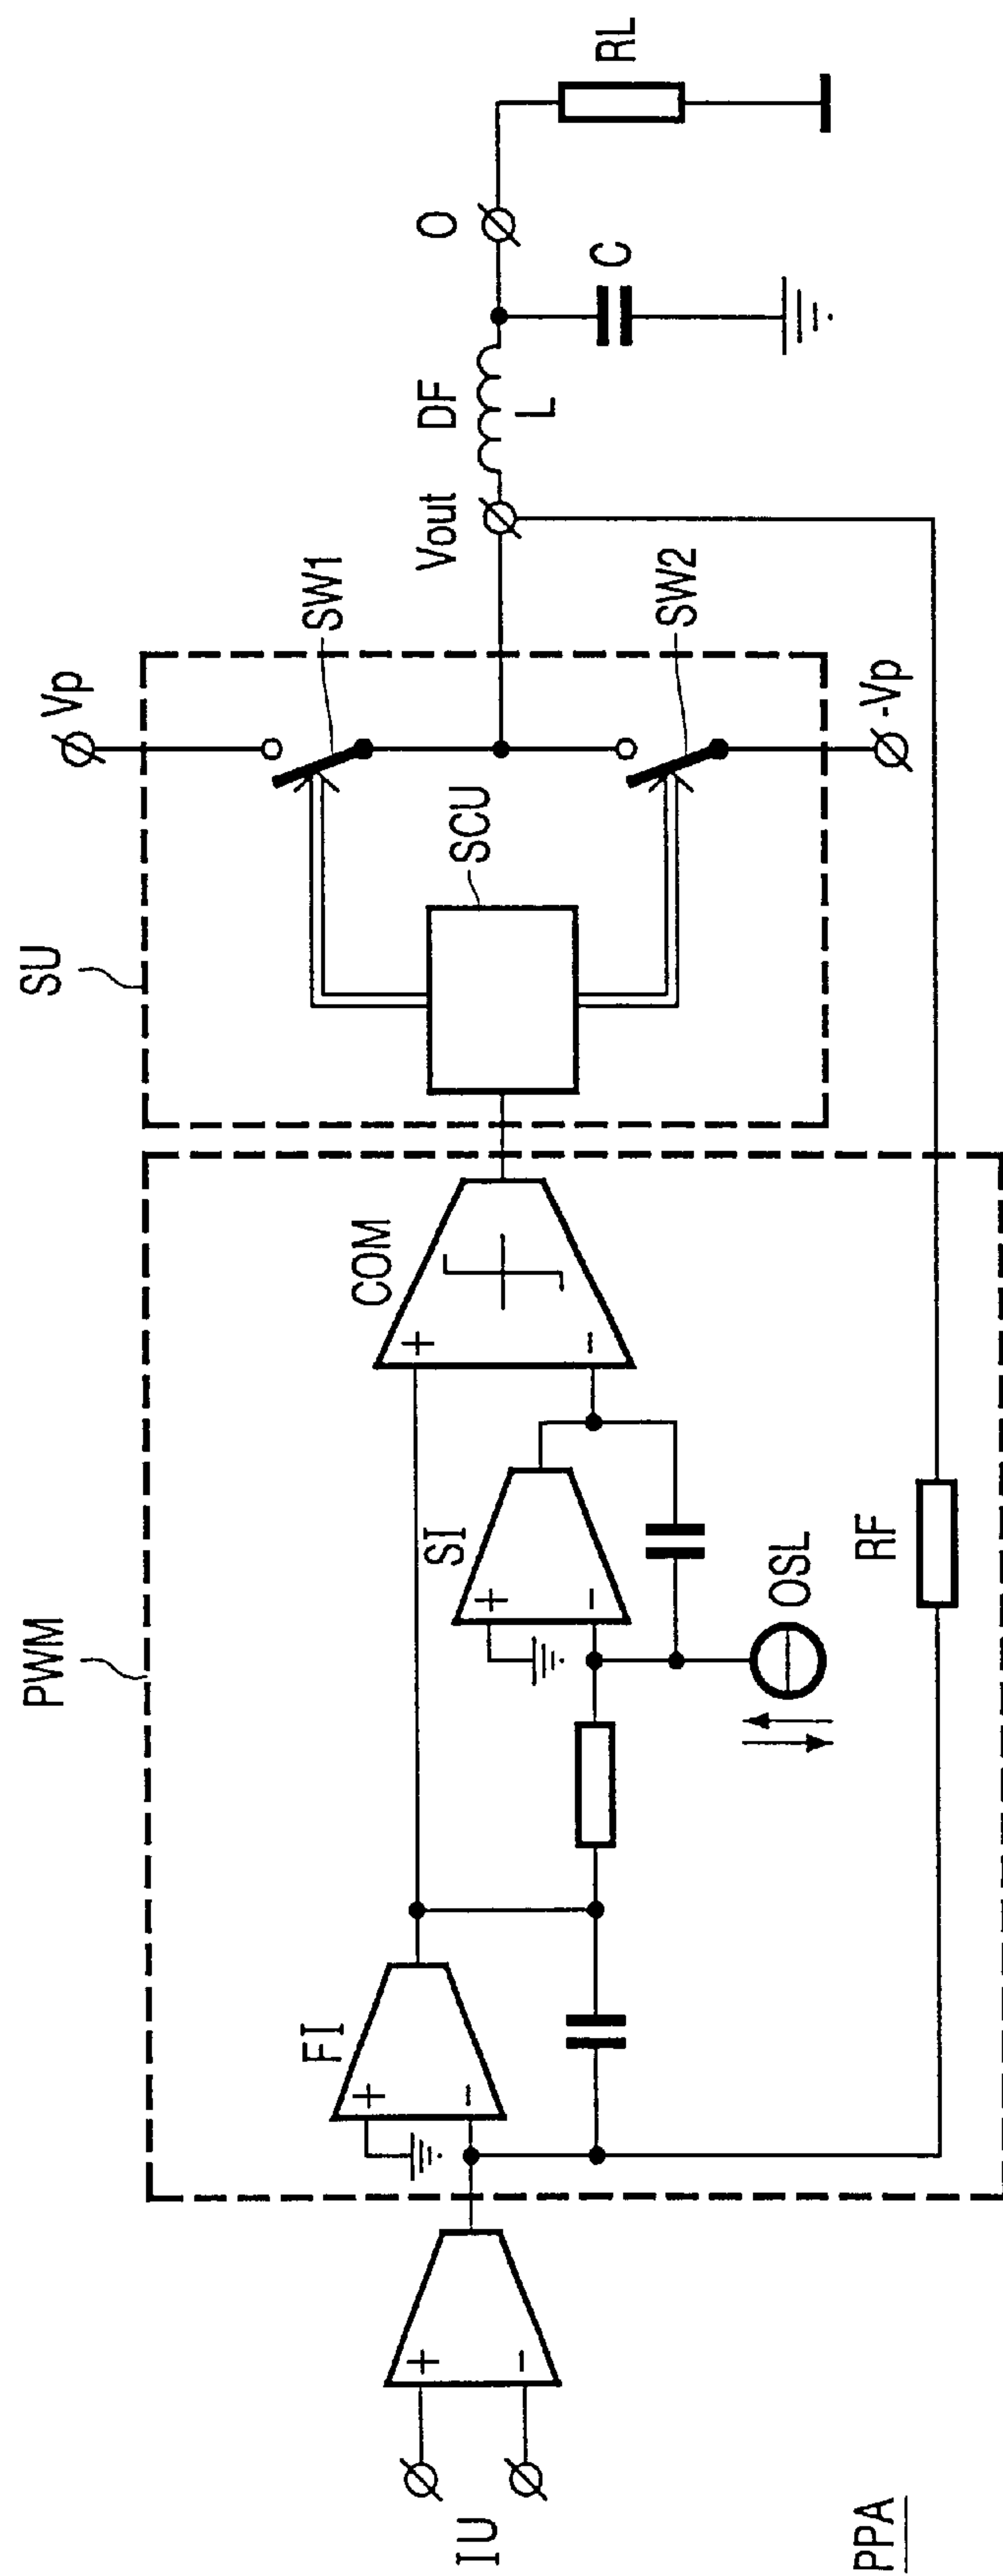 PPA
IU
+
-
PWM
FI
+
-
SI
+
-
OSL
RF
COM
+
-
SU
SCU
Vp
SW1
SW2
-Vp
Vout
DF
L
C
O
RL